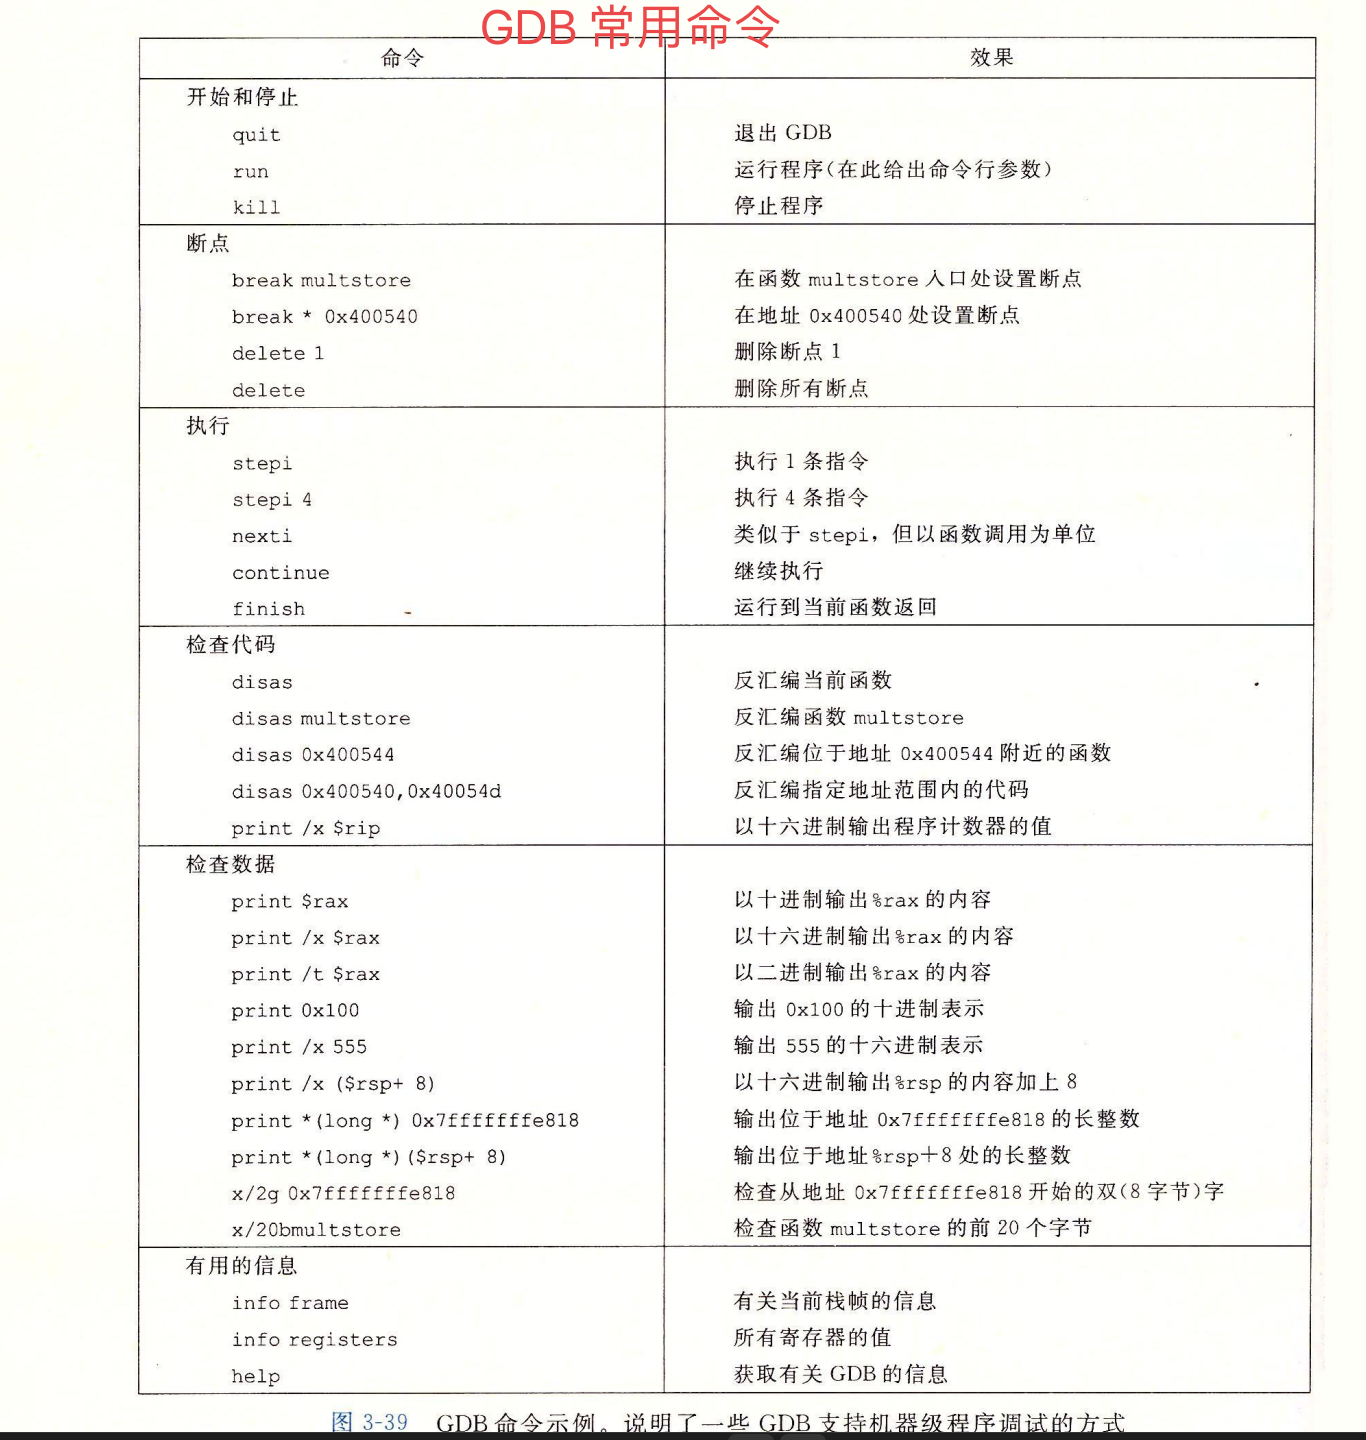 GDB 常用命令
命令 效果
开始和停止
quit 退出 GDB
run 运行程序(在此给出命令行参数)
kill 停止程序
断点
break multstore 在函数 multstore 入口处设置断点
break * 0x400540 在地址 0x400540 处设置断点
delete 1 删除断点 1
delete 删除所有断点
执行
stepi 执行 1 条指令
stepi 4 执行 4 条指令
nexti 类似于 stepi，但以函数调用为单位
continue 继续执行
finish 运行到当前函数返回
检查代码
disas 反汇编当前函数
disas multstore 反汇编函数 multstore
disas 0x400544 反汇编位于地址 0x400544 附近的函数
disas 0x400540,0x40054d 反汇编指定地址范围内的代码
print /x $rip 以十六进制输出程序计数器的值
检查数据
print $rax 以十进制输出%rax 的内容
print /x $rax 以十六进制输出%rax 的内容
print /t $rax 以二进制输出%rax 的内容
print 0x100 输出 0x100 的十进制表示
print /x 555 输出 555 的十六进制表示
print /x ($rsp+ 8) 以十六进制输出%rsp 的内容加上 8
print *(long *) 0x7fffffffe818 输出位于地址 0x7fffffffe818 的长整数
print *(long *)($rsp+ 8) 输出位于地址%rsp+8 处的长整数
x/2g 0x7fffffffe818 检查从地址 0x7fffffffe818 开始的双(8 字节)字
x/20bmultstore 检查函数 multstore 的前 20 个字节
有用的信息
info frame 有关当前栈帧的信息
info registers 所有寄存器的值
help 获取有关 GDB 的信息
图 3-39 GDB 命令示例。说明了一些 GDB 支持机器级程序调试的方式